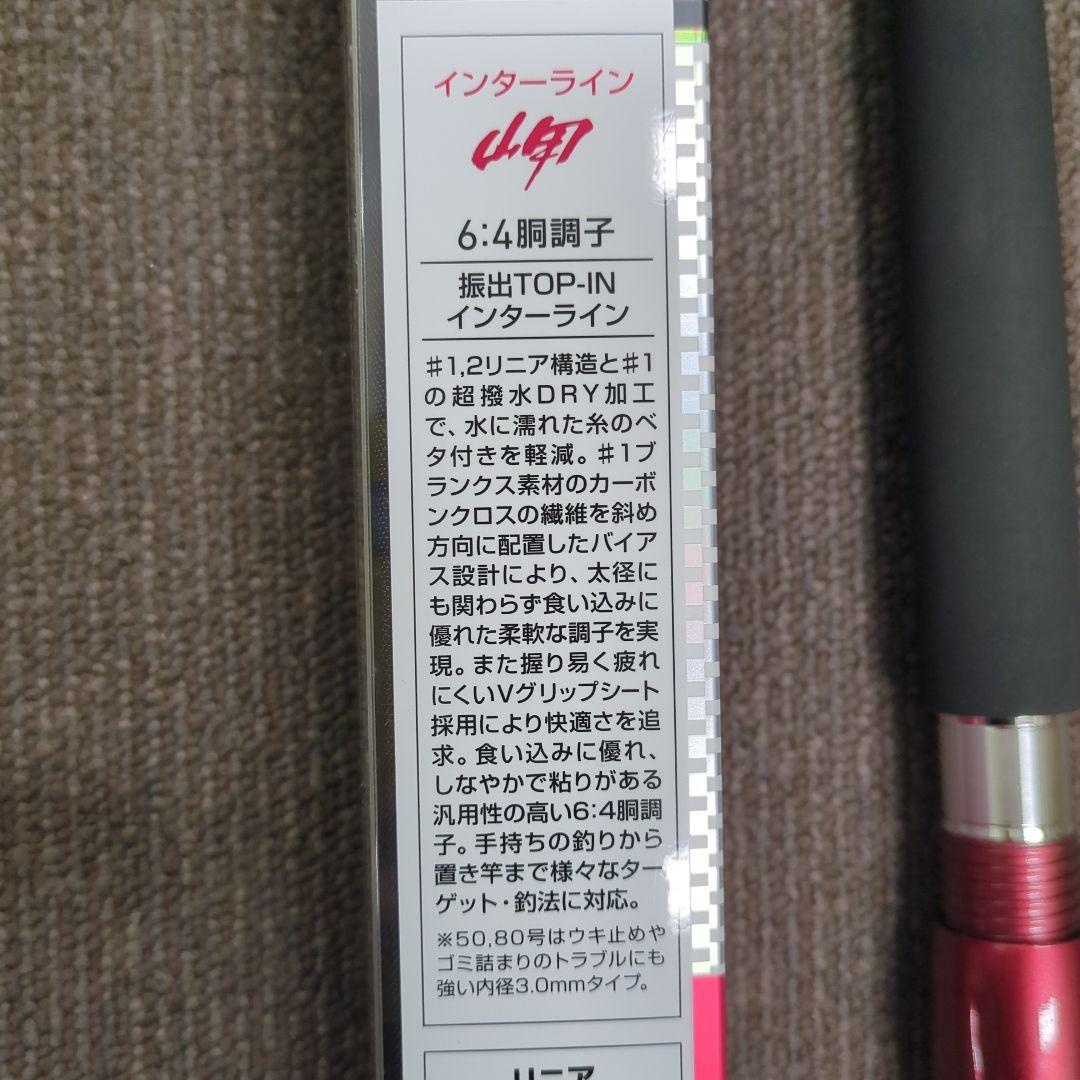 インターライン
岬
6:4胴調子
振出TOP-IN
インターライン
♯1,2リニア構造と♯1
の超撥水DRY加工
で、水に濡れた糸のベ
タ付きを軽減。♯1ブ
ランクス素材のカーボ
ンクロスの繊維を斜め
方向に配置したバイア
ス設計により、太径に
も関わらず食い込みに
優れた柔軟な調子を実
現。また握り易く疲れ
にくいVグリップシート
採用により快適さを追
求。食い込みに優れ、
しなやかで粘りがある
汎用性の高い6:4胴調
子。手持ちの釣りから
置き竿まで様々なター
ゲット・釣法に対応。
※50,80号はウキ止めや
ゴミ詰まりのトラブルにも
強い内径3.0mmタイプ。
リニア